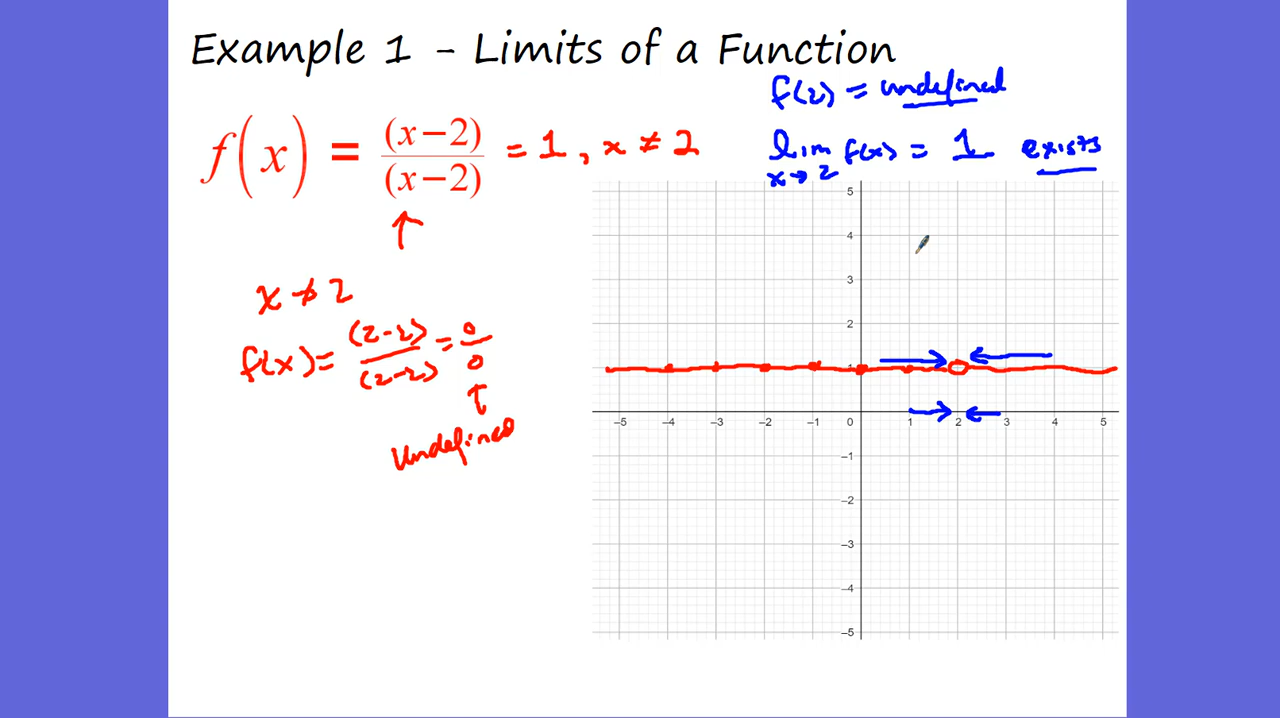 Example 1 - Limits of a Function
f(2) = undefined
f(x) = (x-2)/(x-2) = 1, x ≠ 2
lim x→2 f(x) = 1 exists
x ≠ 2
f(x) = (2-2)/(2-2) = 0/0
undefined
5
4
3
2
1
-5 -4 -3 -2 -1 0 1 2 3 4 5
-1
-2
-3
-4
-5